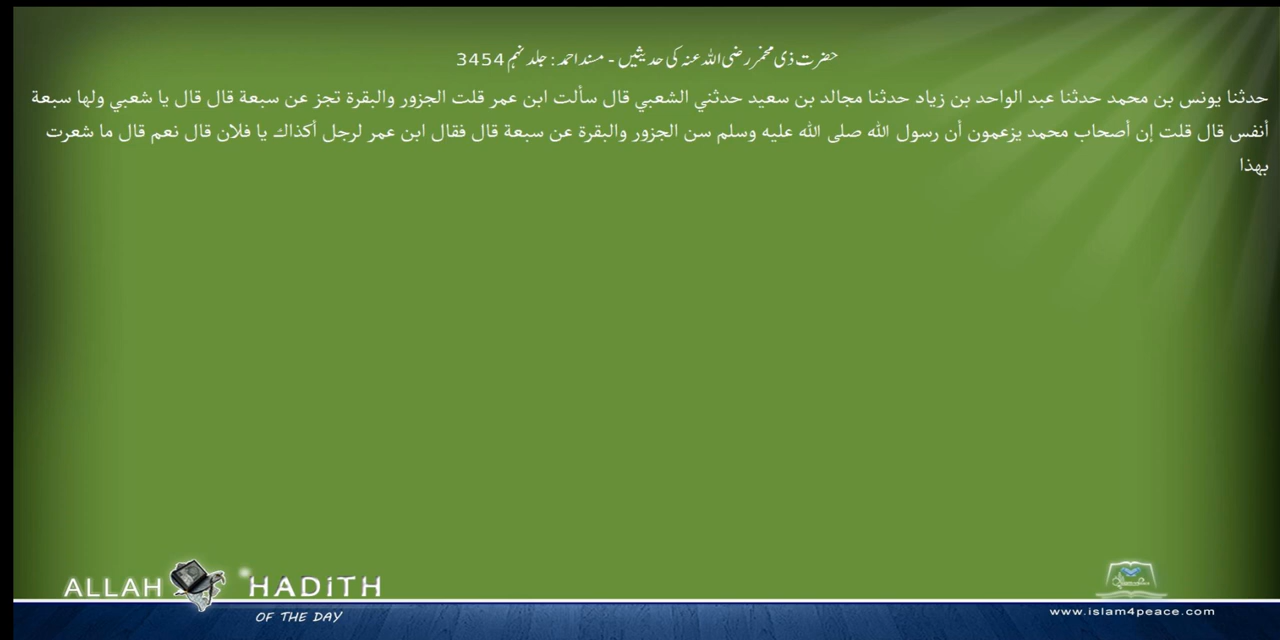 حضرت ذی مخمر رضی اللہ عنہ کی حدیثیں - مسند احمد : جلد نہم 3454
حدثنا يونس بن محمد حدثنا عبد الواحد بن زياد حدثنا مجالد بن سعيد حدثني الشعبي قال سألت ابن عمر قلت الجزور والبقرة تجز عن سبعة قال قال يا شعبي ولها سبعة
أنفس قال قلت إن أصحاب محمد يزعمون أن رسول الله صلى الله عليه وسلم سن الجزور والبقرة عن سبعة قال فقال ابن عمر لرجل أكذاك يا فلان قال نعم قال ما شعرت
بهذا
ALLAH HADITH
OF THE DAY
www.islam4peace.com